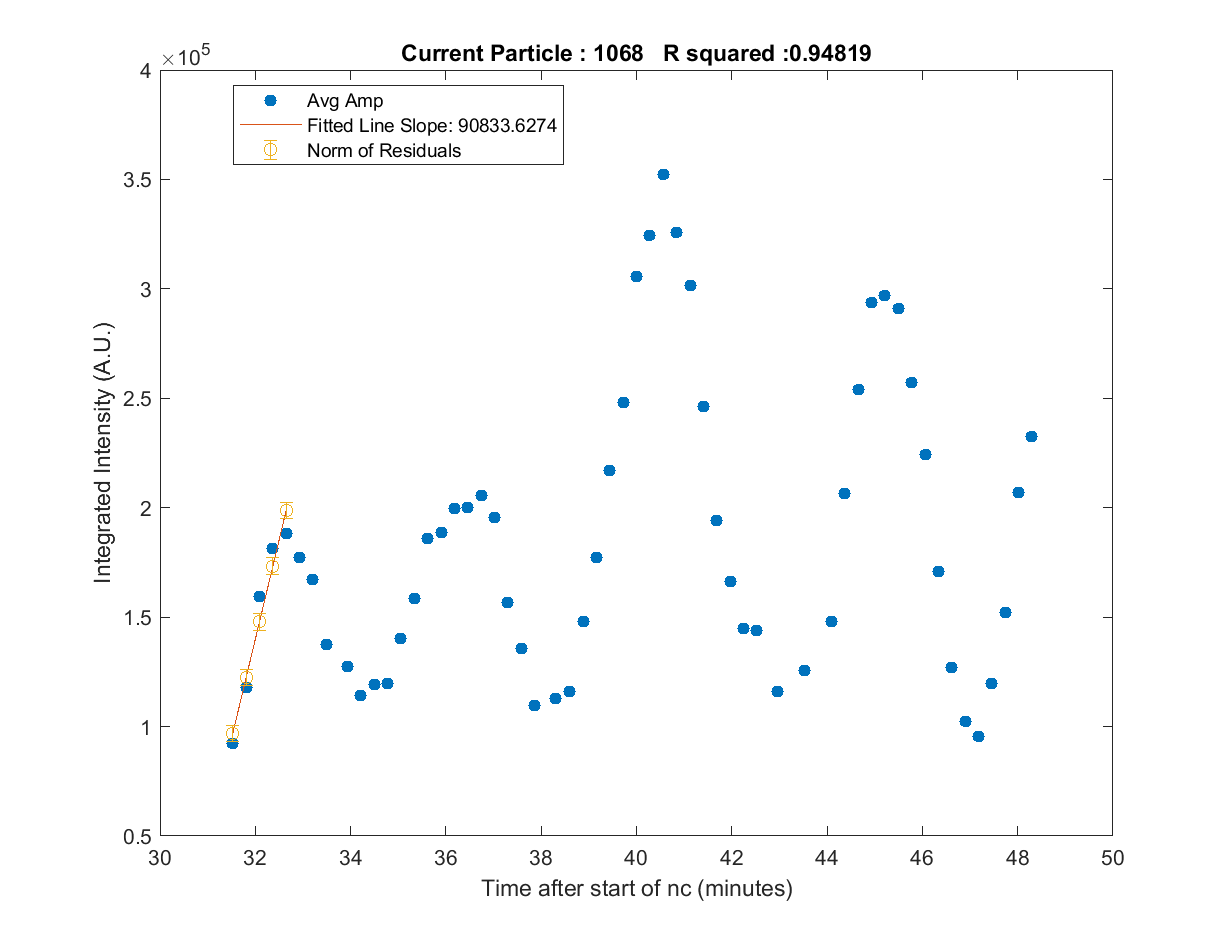 Current Particle : 1068   R squared :0.94819
×10^5
Avg Amp
Fitted Line Slope: 90833.6274
Norm of Residuals
4
3.5
3
2.5
2
1.5
1
0.5
Integrated Intensity (A.U.)
30 32 34 36 38 40 42 44 46 48 50
Time after start of nc (minutes)